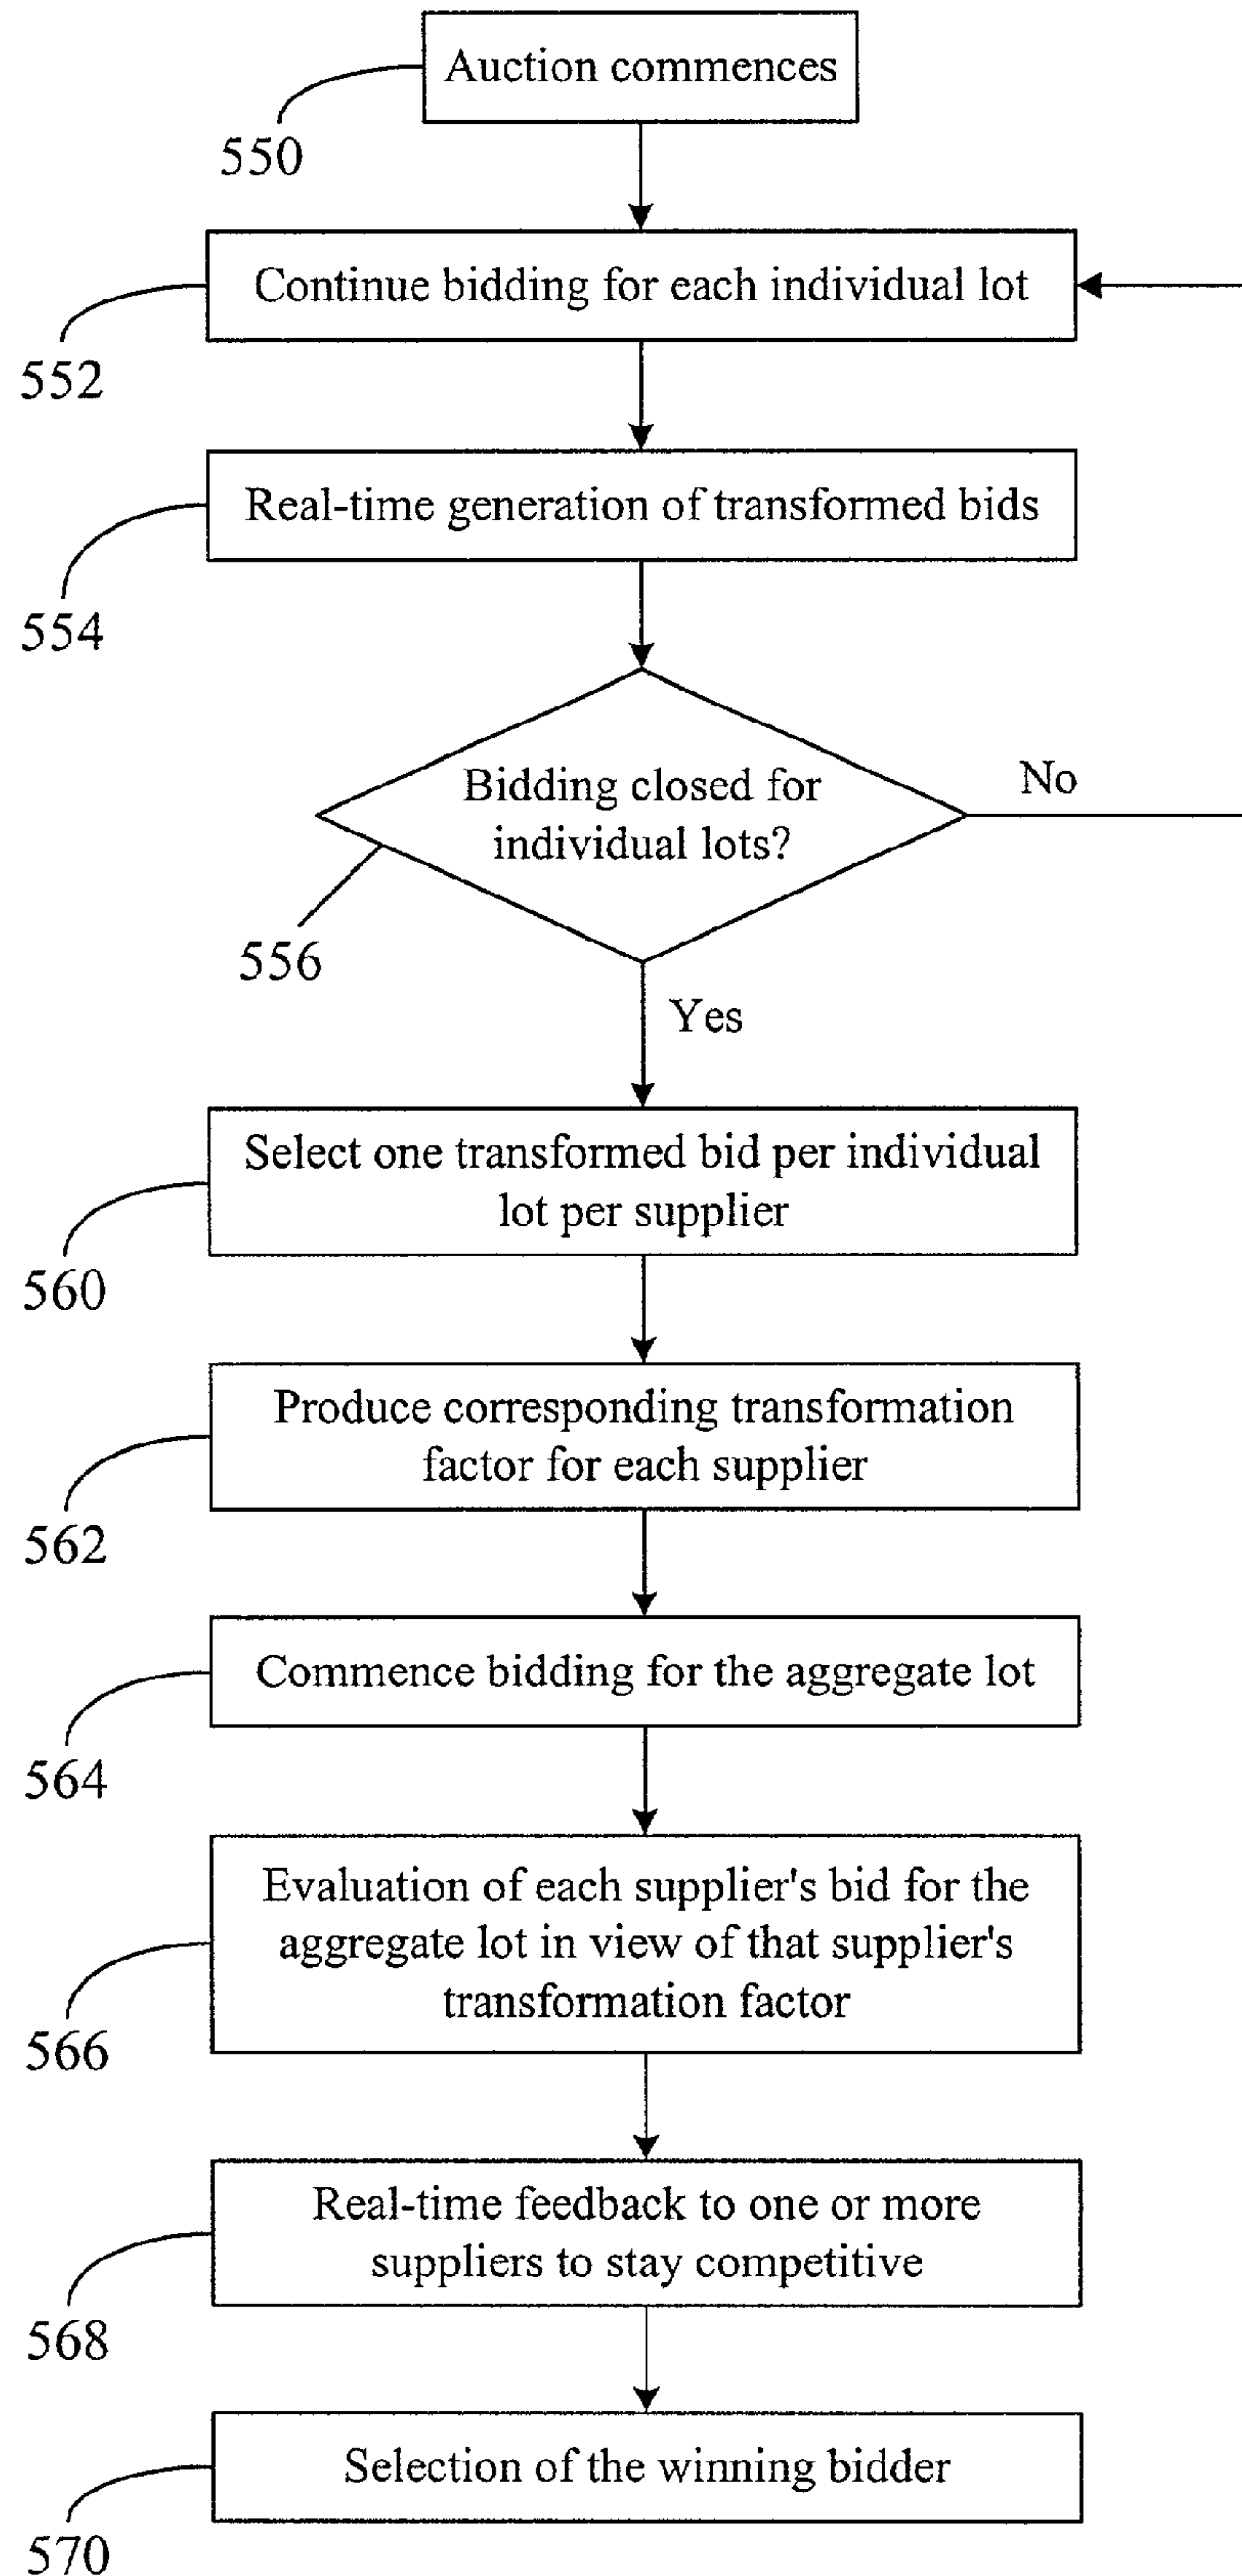 Auction commences
550
Continue bidding for each individual lot
552
Real-time generation of transformed bids
554
Bidding closed for
individual lots?
No
556
Yes
Select one transformed bid per individual
lot per supplier
560
Produce corresponding transformation
factor for each supplier
562
Commence bidding for the aggregate lot
564
Evaluation of each supplier's bid for the
aggregate lot in view of that supplier's
transformation factor
566
Real-time feedback to one or more
suppliers to stay competitive
568
Selection of the winning bidder
570